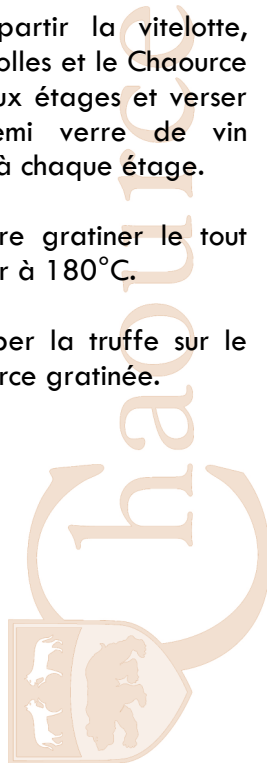 partir la vitelotte,
olles et le Chaource
ux étages et verser
emi verre de vin
à chaque étage.
re gratiner le tout
r à 180°C.
per la truffe sur le
rce gratinée.
Chaource